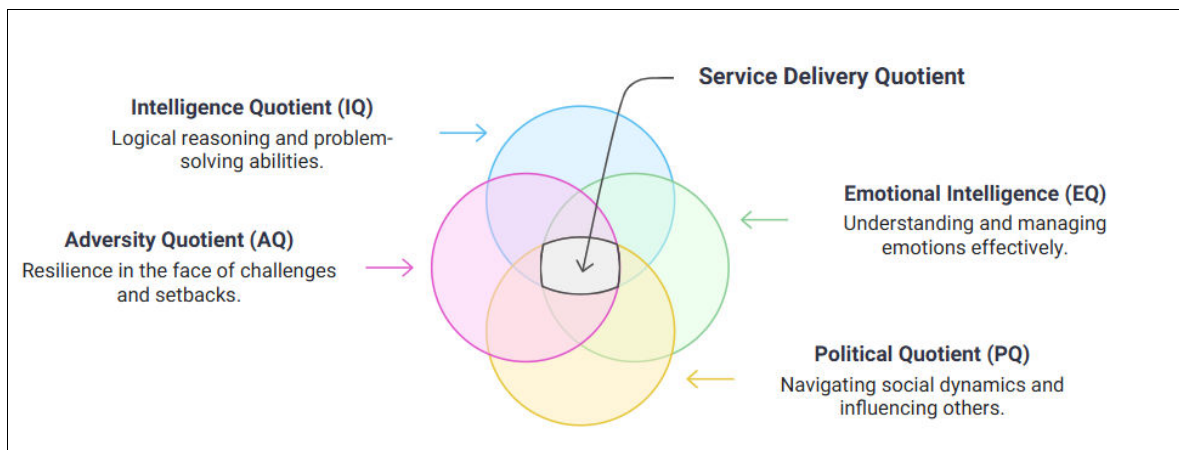 Service Delivery Quotient
Intelligence Quotient (IQ)
Logical reasoning and problem-
solving abilities.
Emotional Intelligence (EQ)
Understanding and managing
emotions effectively.
Adversity Quotient (AQ)
Resilience in the face of challenges
and setbacks.
Political Quotient (PQ)
Navigating social dynamics and
influencing others.